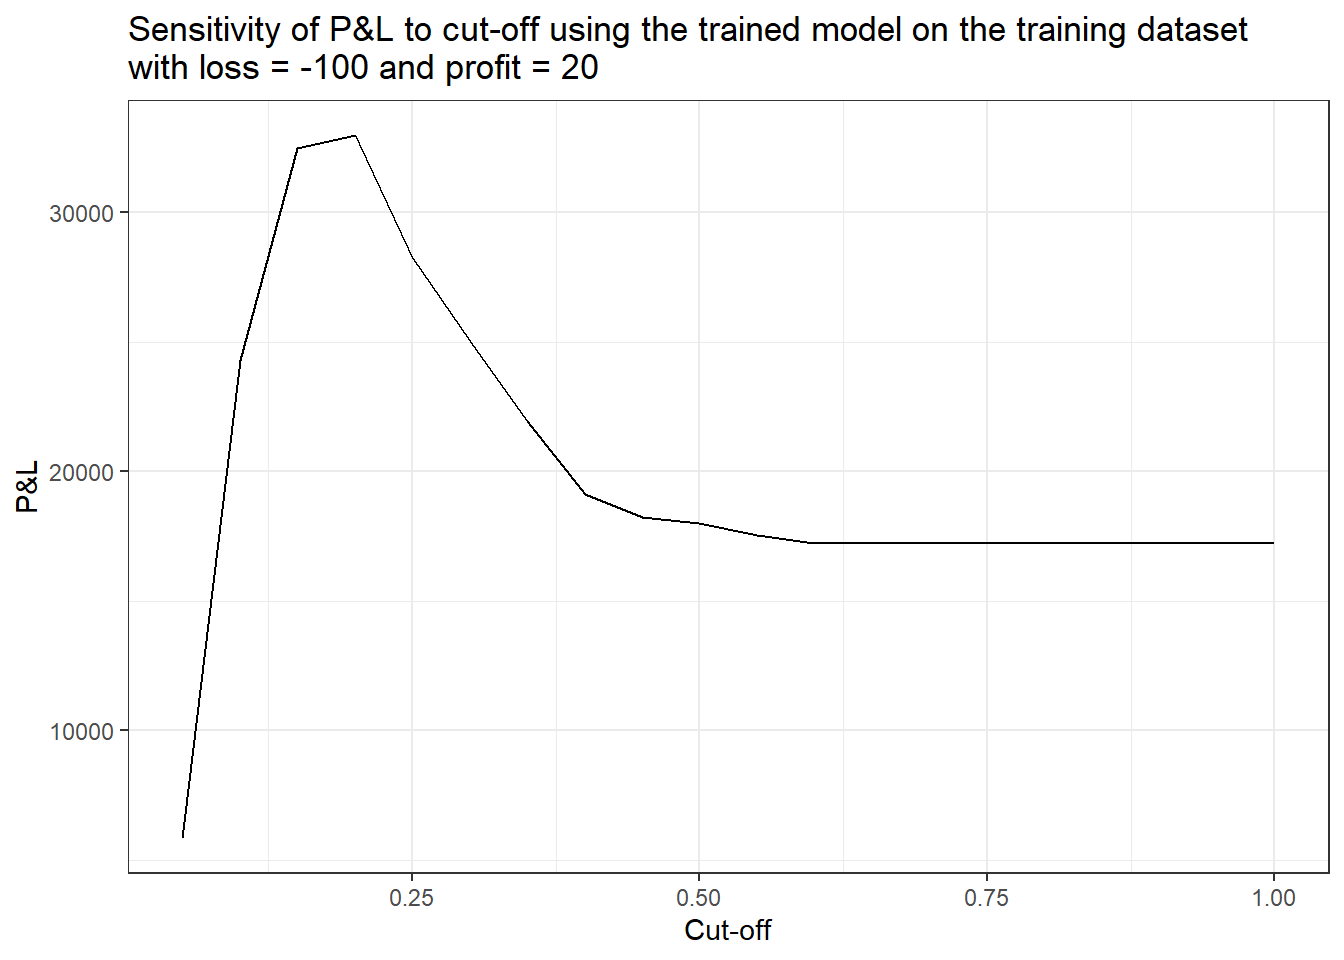 Sensitivity of P&L to cut-off using the trained model on the training dataset
with loss = -100 and profit = 20
30000
20000
10000
P&L
0.25
0.50
0.75
1.00
Cut-off